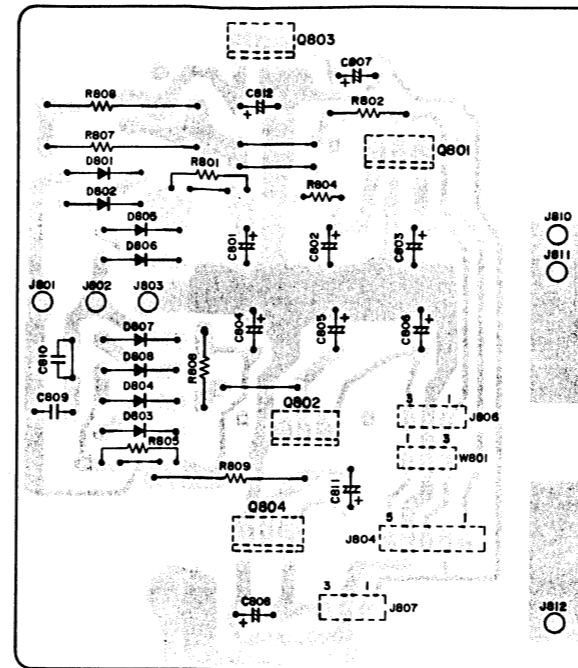 Q803
C807
R808
C812
+
+
R802
R807
Q801
D801
R801
D802
R804
D805
J810
C801
+
C802
+
C803
+
D806
J811
J801
J802
J803
D807
C804
+
C805
+
C806
+
C810
D808
R808
D804
C809
D803
Q802
3 1
J806
R805
1 3
W801
R809
C811
+
Q804
5 1
J804
3 1
C808
+
J807
J812